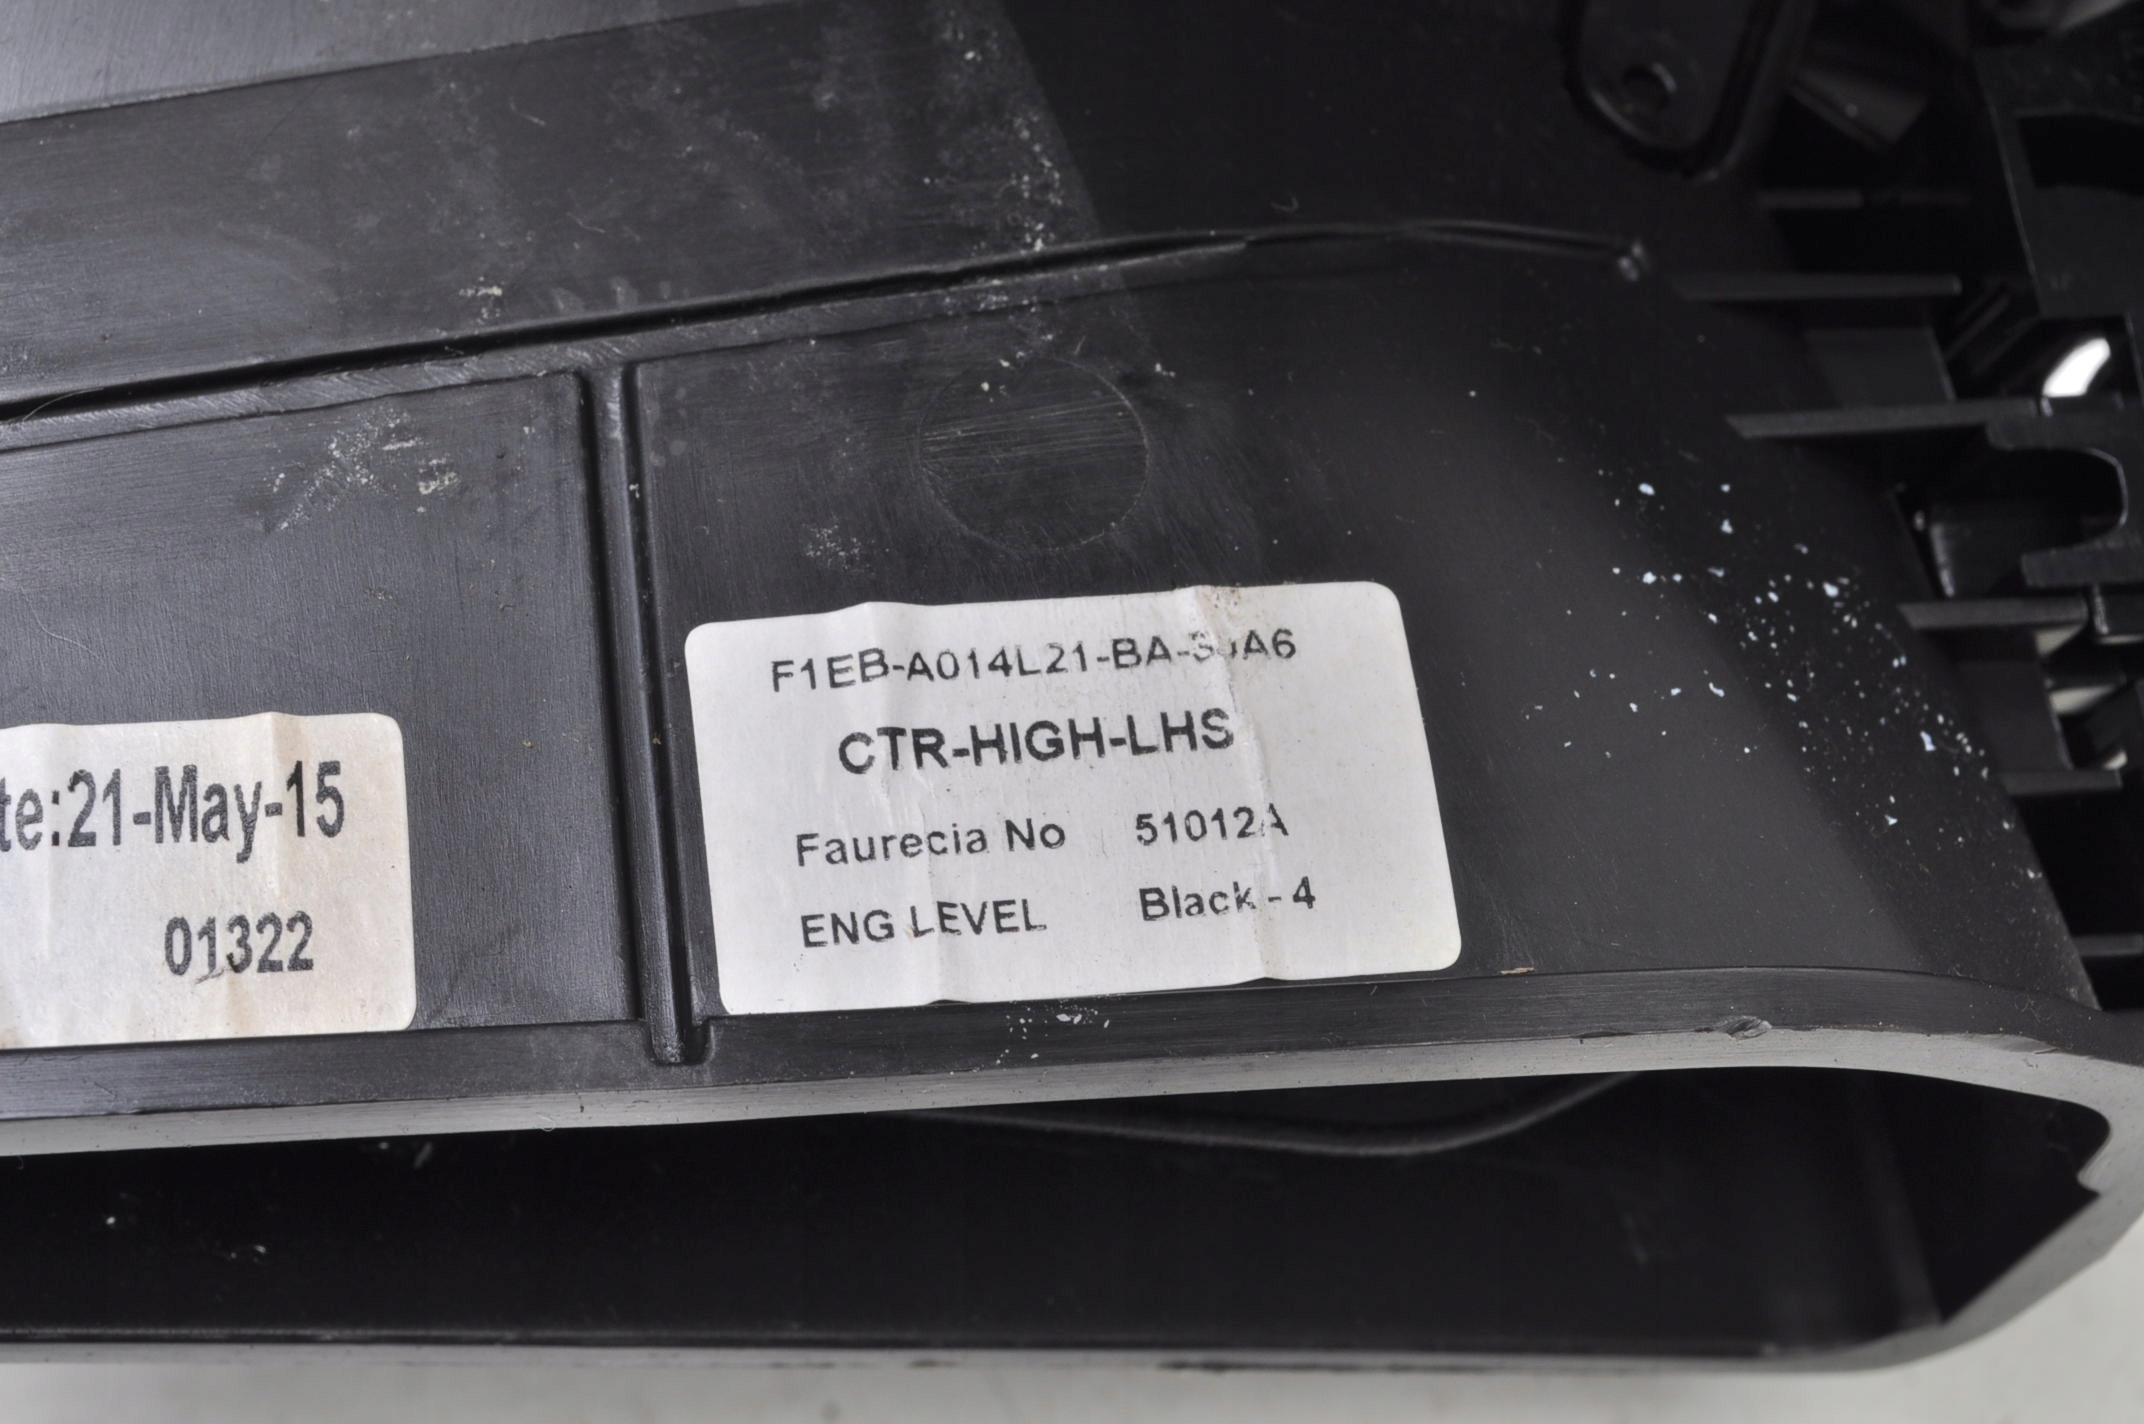 te:21-May-15
01322
F1EB-A014L21-BA-
CTR-HIGH-LHS
Faurecia No 51012A
ENG LEVEL Black-4